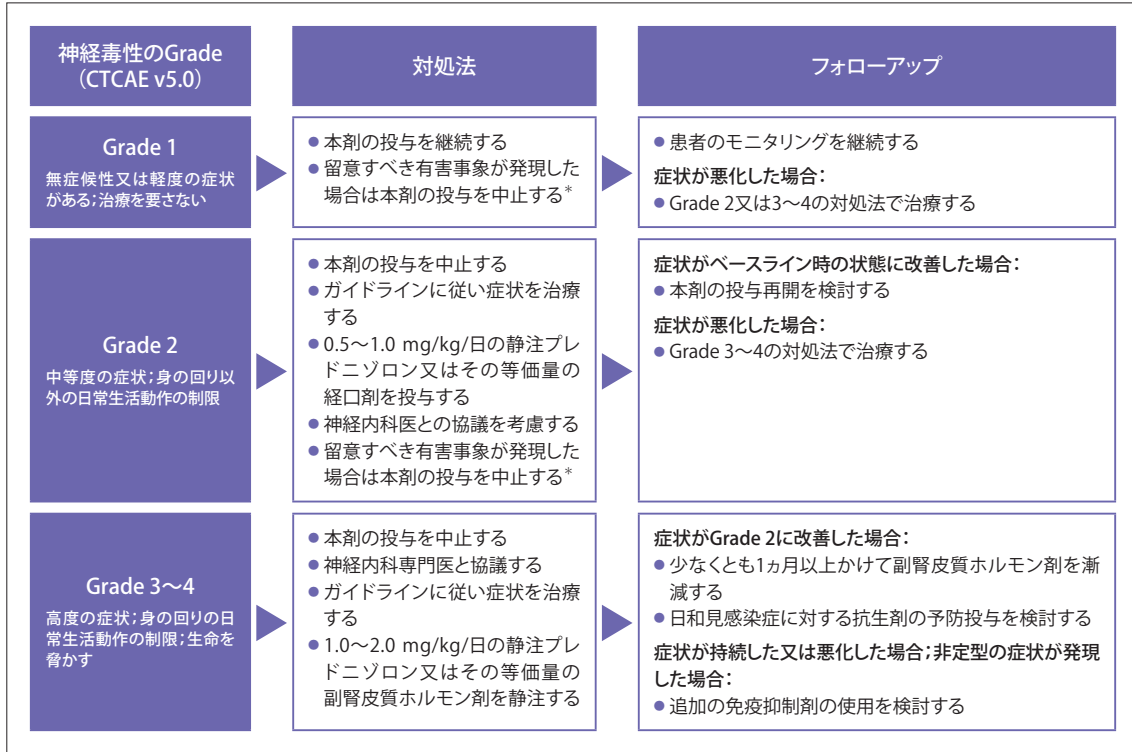 神経毒性のGrade
（CTCAE v5.0）
対処法
フォローアップ
Grade 1
無症候性又は軽度の症状
がある；治療を要さない
● 本剤の投与を継続する
● 留意すべき有害事象が発現した
場合は本剤の投与を中止する*
● 患者のモニタリングを継続する
症状が悪化した場合：
● Grade 2又は3～4の対処法で治療する
Grade 2
中等度の症状；身の回り以
外の日常生活動作の制限
● 本剤の投与を中止する
● ガイドラインに従い症状を治療
する
● 0.5～1.0 mg/kg/日の静注プレ
ドニゾロン又はその等価量の
経口剤を投与する
● 神経内科医との協議を考慮する
● 留意すべき有害事象が発現した
場合は本剤の投与を中止する*
症状がベースライン時の状態に改善した場合：
● 本剤の投与再開を検討する
症状が悪化した場合：
● Grade 3～4の対処法で治療する
Grade 3～4
高度の症状；身の回りの日
常生活動作の制限；生命を
脅かす
● 本剤の投与を中止する
● 神経内科専門医と協議する
● ガイドラインに従い症状を治療
する
● 1.0～2.0 mg/kg/日の静注プレ
ドニゾロン又はその等価量の
副腎皮質ホルモン剤を静注する
症状がGrade 2に改善した場合：
● 少なくとも1ヵ月以上かけて副腎皮質ホルモン剤を漸
減する
● 日和見感染症に対する抗生剤の予防投与を検討する
症状が持続した又は悪化した場合；非定型の症状が発現
した場合：
● 追加の免疫抑制剤の使用を検討する